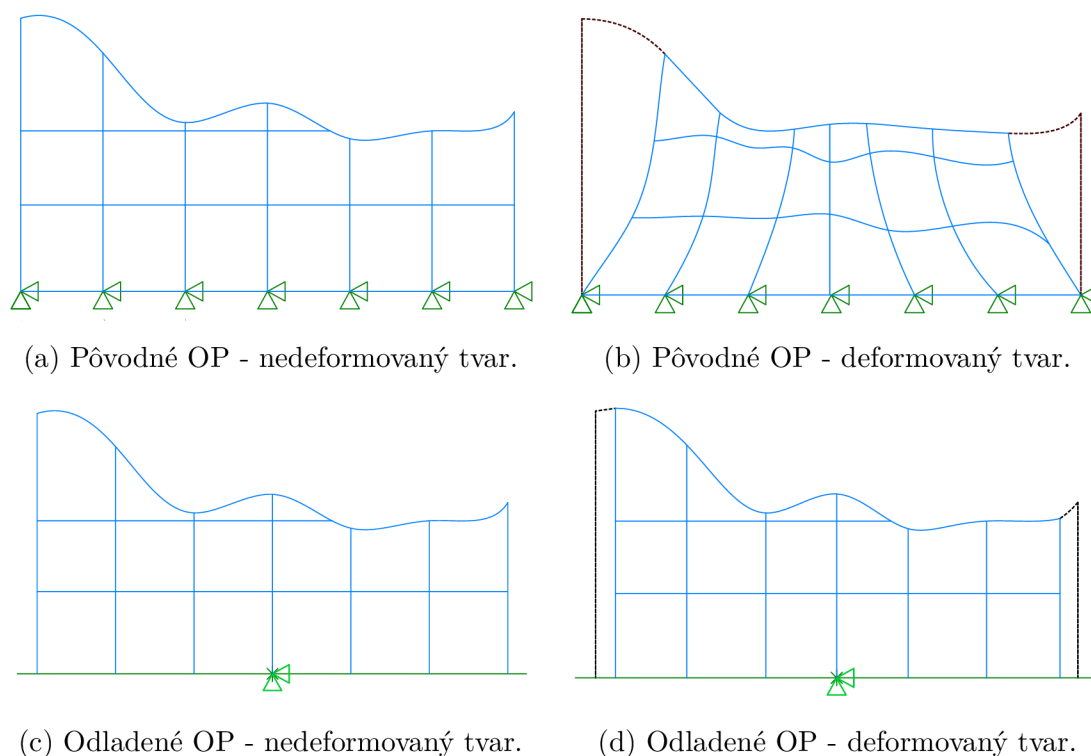 (a) Pôvodné OP - nedeformovaný tvar.
(b) Pôvodné OP - deformovaný tvar.
(c) Odladené OP - nedeformovaný tvar.
(d) Odladené OP - deformovaný tvar.